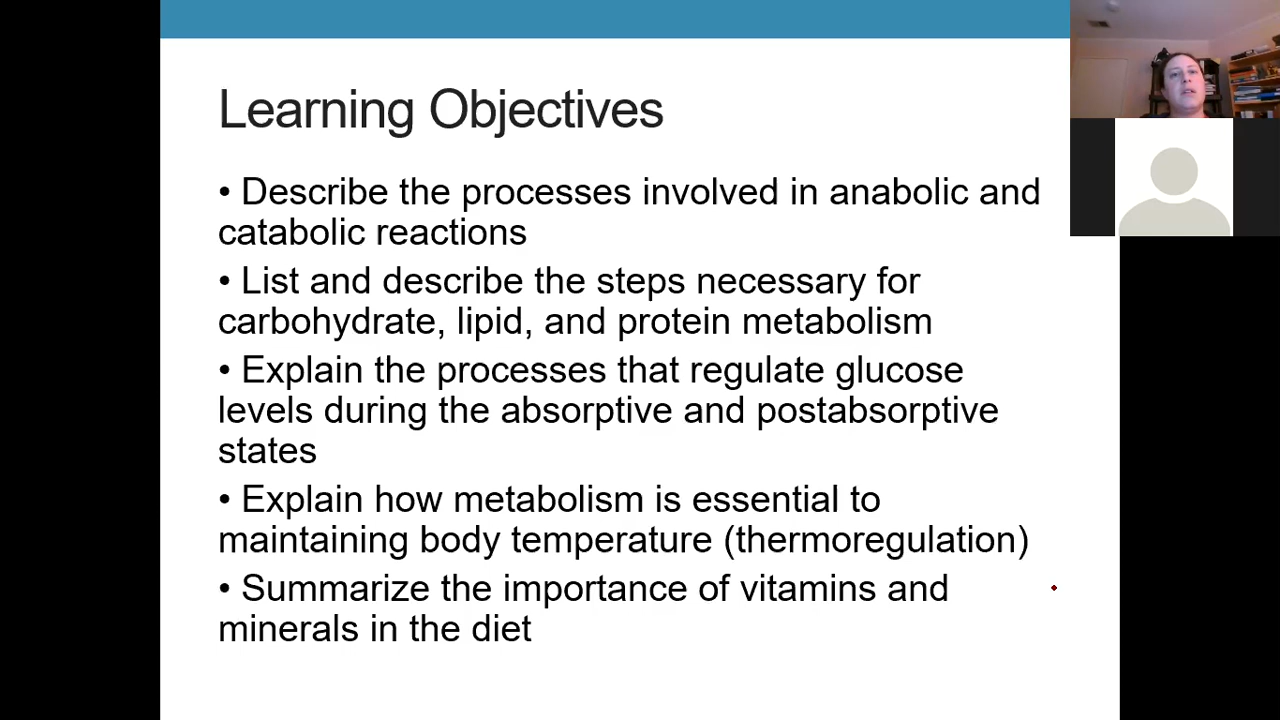 Learning Objectives
• Describe the processes involved in anabolic and
catabolic reactions
• List and describe the steps necessary for
carbohydrate, lipid, and protein metabolism
• Explain the processes that regulate glucose
levels during the absorptive and postabsorptive
states
• Explain how metabolism is essential to
maintaining body temperature (thermoregulation)
• Summarize the importance of vitamins and
minerals in the diet